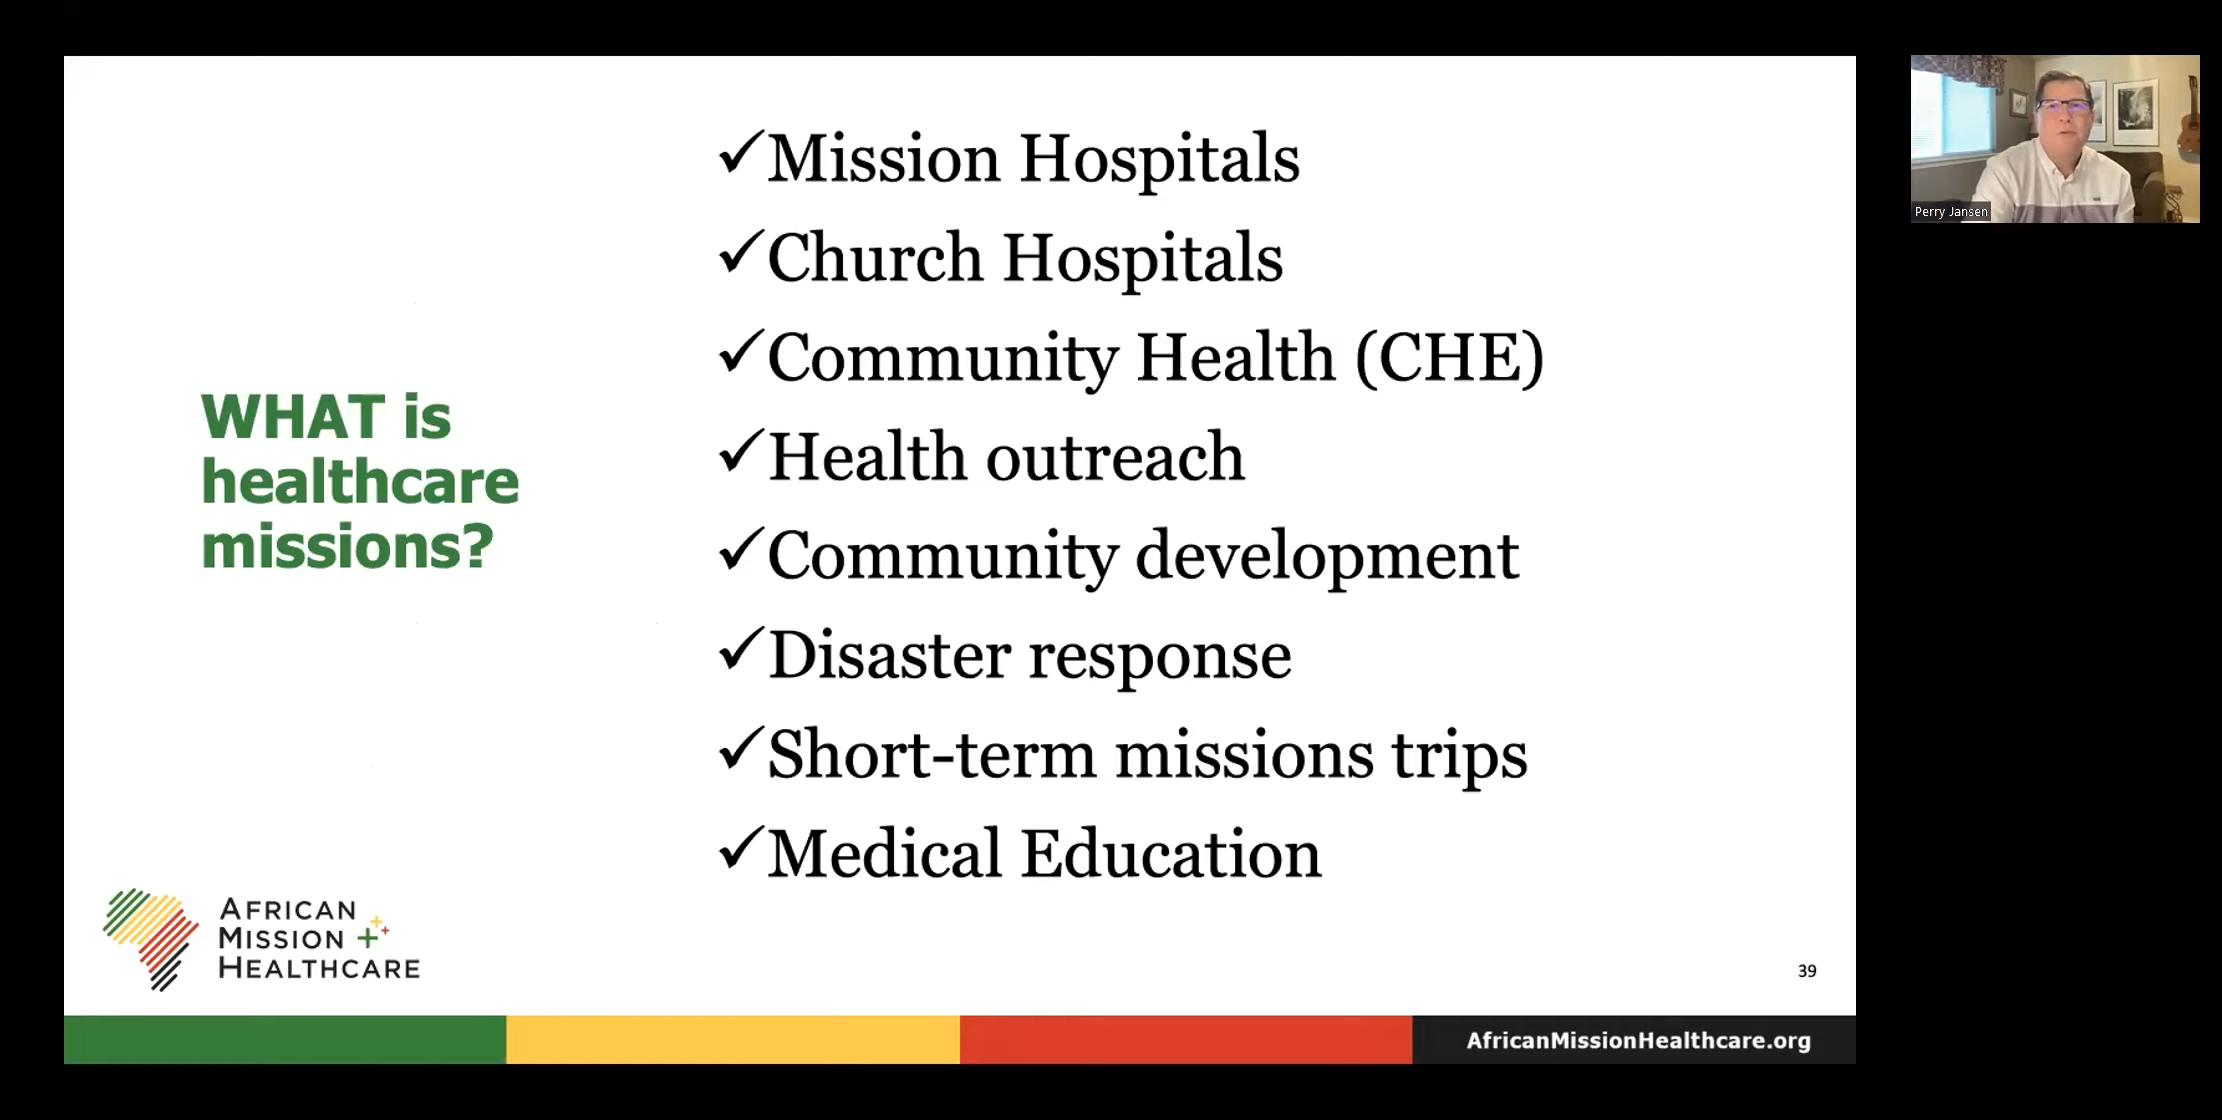 WHAT is
healthcare
missions?
✓Mission Hospitals
✓Church Hospitals
✓Community Health (CHE)
✓Health outreach
✓Community development
✓Disaster response
✓Short-term missions trips
✓Medical Education
AFRICAN
MISSION
HEALTHCARE
39
AfricanMissionHealthcare.org
Perry Jansen